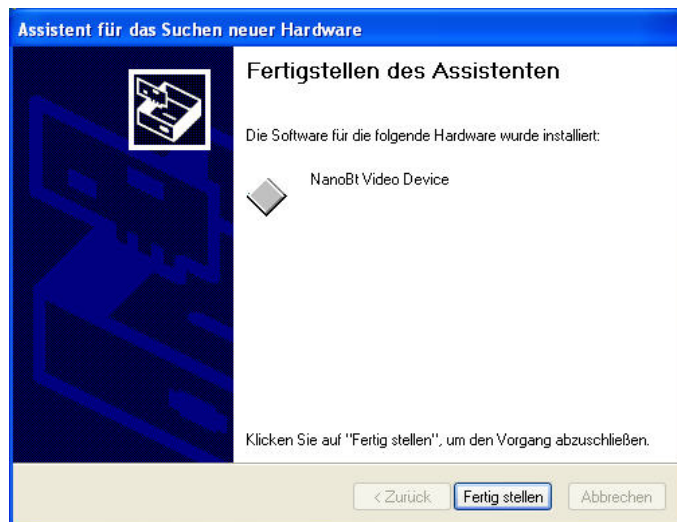 Assistent für das Suchen neuer Hardware
Fertigstellen des Assistenten
Die Software für die folgende Hardware wurde installiert:
NanoBt Video Device
Klicken Sie auf "Fertig stellen", um den Vorgang abzuschließen.
< Zurück Fertig stellen Abbrechen